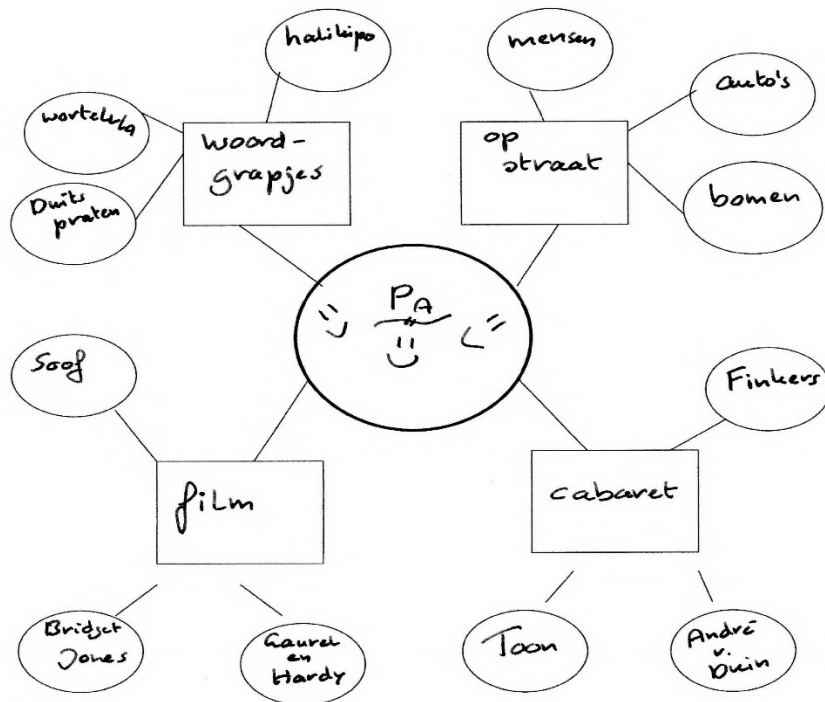 halikipo
mensen
auto's
woord-
grapjes
op
straat
Duits
praten
bomen
PA
Soof
Finkers
film
cabaret
Bridget
Jones
Laurel
en
Hardy
Toon
André
v.
Duin